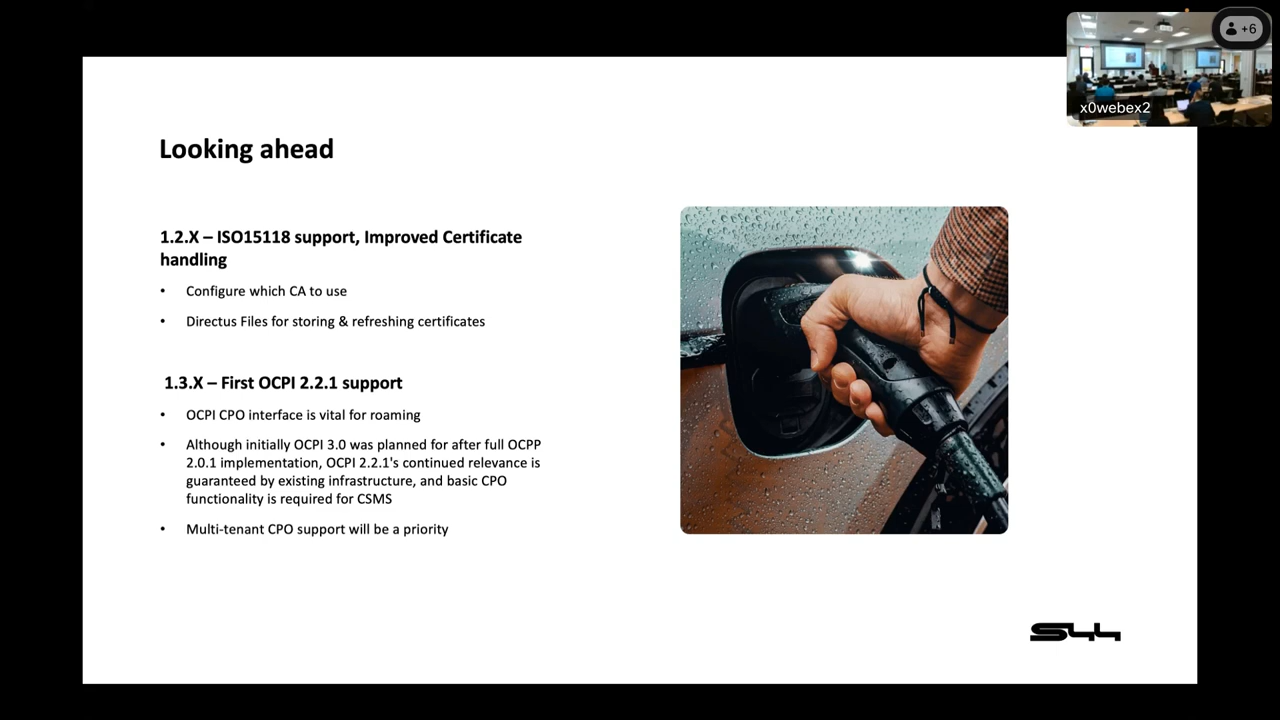 +6
x0webex2
Looking ahead
1.2.X – ISO15118 support, Improved Certificate
handling
• Configure which CA to use
• Directus Files for storing & refreshing certificates
1.3.X – First OCPI 2.2.1 support
• OCPI CPO interface is vital for roaming
• Although initially OCPI 3.0 was planned for after full OCPP
2.0.1 implementation, OCPI 2.2.1's continued relevance is
guaranteed by existing infrastructure, and basic CPO
functionality is required for CSMS
• Multi-tenant CPO support will be a priority
S44